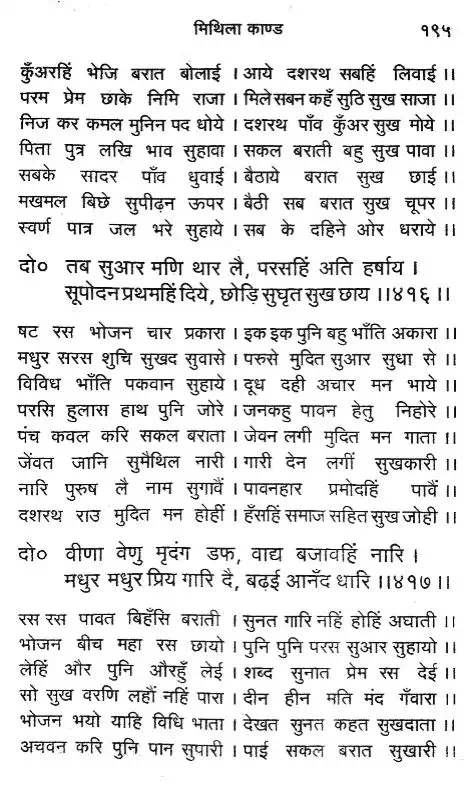 मिथिला काण्ड १९५
कुँअरहिं भेजि बरात बोलाई । आये दशरथ सबहिं लिवाई ।।
परम प्रेम छाके निमि राजा । मिले सबन कहँ सुठि सुख साजा ।।
निज कर कमल मुनिन पद धोये । दशरथ पाँव कुँअर सुख मोये ।।
पिता पुत्र लखि भाव सुहावा । सकल बराती बहु सुख पावा ।।
सबके सादर पाँव धुवाई । बैठाये बरात सुख छाई ।।
मखमल बिछे सुपीढ़न ऊपर । बैठी सब बरात सुख चूपर ।।
स्वर्ण पात्र जल भरे सुहाये । सब के दहिने ओर धराये ।।
दो० तब सुआर मणि थार लै, परसहिं अति हर्षाय ।
सूपोदन प्रथमहिं दिये, छोड़ि सुघृत सुख छाय ।।४१६।।
षट रस भोजन चार प्रकारा । इक इक पुनि बहु भाँति अकारा ।।
मधुर सरस शुचि सुखद सुवासे । परुसे मुदित सुआर सुधा से ।।
विविध भाँति पकवान सुहाये । दूध दही अचार मन भाये ।।
परसि हुलास हाथ पुनि जोरे । जनकहु पावन हेतु निहोरे ।।
पंच कवल करि सकल बराता । जेवन लगी मुदित मन गाता ।।
जेंवत जानि सुमैथिल नारी । गारी देन लगीं सुखकारी ।।
नारि पुरुष लै नाम सुगावैं । पावनहार प्रमोदहिं पावैं ।।
दशरथ राउ मुदित मन होहीं । हँसहिं समाज सहित सुख जोही ।।
दो० वीणा वेणु मृदंग डफ, वाद्य बजावहिं नारि ।
मधुर मधुर प्रिय गारि दै, बढ़ई आनँद धारि ।।४१७।।
रस रस पावत बिहँसि बराती । सुनत गारि नहिं होहिं अघाती ।।
भोजन बीच महा रस छायो । पुनि पुनि परस सुआर सुहायो ।।
लेहिं और पुनि औरहुँ लेई । शब्द सुनात प्रेम रस देई ।।
सो सुख वरणि लहौं नहिं पारा । दीन हीन मति मंद गँवारा ।।
भोजन भयो याहि विधि भाता । देखत सुनत कहत सुखदाता ।।
अचवन करि पुनि पान सुपारी । पाई सकल बरात सुखारी ।।